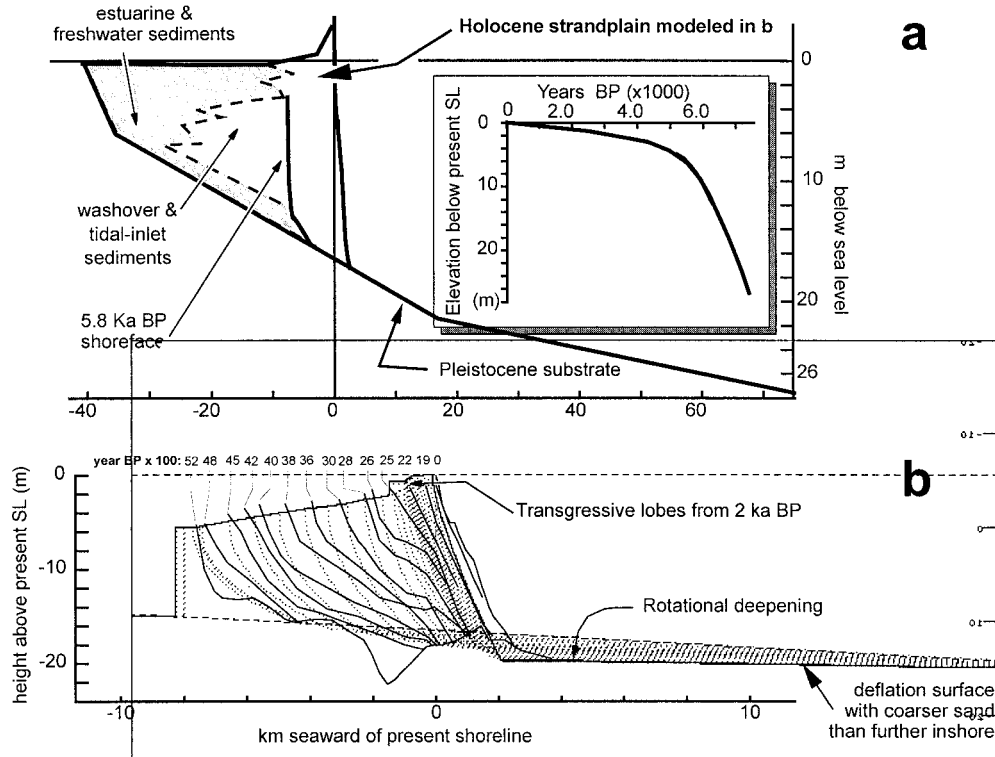 estuarine &
freshwater sediments
Holocene strandplain modeled in b
a
0
Years BP (x1000)
0 2.0 4.0 6.0
Elevation below present SL
0
10
20
(m)
10
20
26
m below sea level
washover &
tidal-inlet
sediments
5.8 Ka BP
shoreface
Pleistocene substrate
-40 -20 0 20 40 60
year BP x 100: 52 48 45 42 40 38 36 30 28 26 25 22 19 0
b
height above present SL (m)
0
-10
-20
Transgressive lobes from 2 ka BP
Rotational deepening
deflation surface
with coarser sand
than further inshore
-10 0 10
km seaward of present shoreline